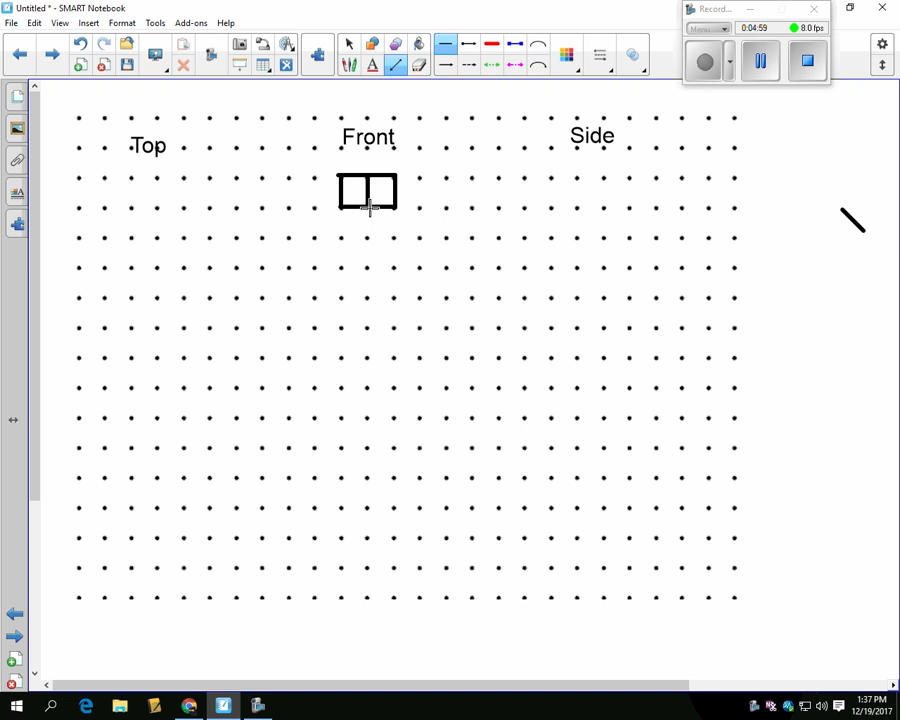 Untitled * - SMART Notebook
Record...
File Edit View Insert Format Tools Add-ons Help
Menu
0:04:59
8.0 fps
Top
Front
Side
1:37 PM
12/19/2017